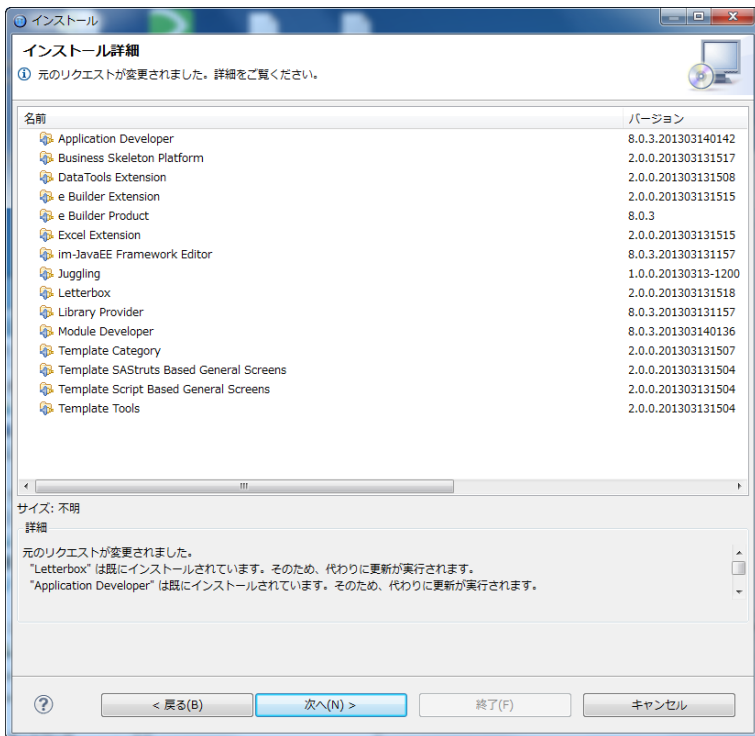 インストール
インストール詳細
元のリクエストが変更されました。詳細をご覧ください。
名前 バージョン
Application Developer 8.0.3.201303140142
Business Skeleton Platform 2.0.0.201303131517
DataTools Extension 2.0.0.201303131508
e Builder Extension 2.0.0.201303131515
e Builder Product 8.0.3
Excel Extension 2.0.0.201303131515
im-JavaEE Framework Editor 8.0.3.201303131157
Juggling 1.0.0.20130313-1200
Letterbox 2.0.0.201303131518
Library Provider 8.0.3.201303131157
Module Developer 8.0.3.201303140136
Template Category 2.0.0.201303131507
Template SAStruts Based General Screens 2.0.0.201303131504
Template Script Based General Screens 2.0.0.201303131504
Template Tools 2.0.0.201303131504
サイズ: 不明
詳細
元のリクエストが変更されました。
"Letterbox" は既にインストールされています。そのため、代わりに更新が実行されます。
"Application Developer" は既にインストールされています。そのため、代わりに更新が実行されます。
< 戻る(B) 次へ(N) > 終了(F) キャンセル